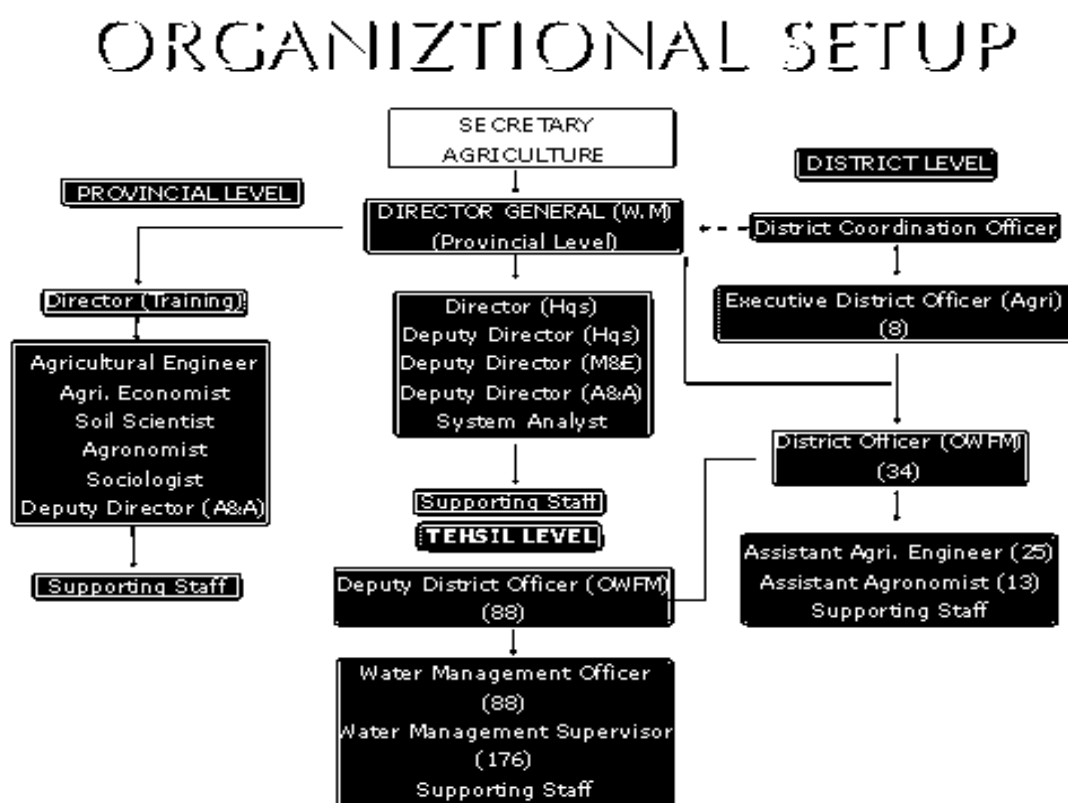 ORGANIZTIONAL SETUP
SECRETARY
AGRICULTURE
DISTRICT LEVEL
PROVINCIAL LEVEL
DIRECTOR GENERAL (W.M)
(Provincial Level)
District Coordination Officer
Director (Training)
Director (Hqs)
Deputy Director (Hqs)
Deputy Director (M&E)
Deputy Director (A&A)
System Analyst
Executive District Officer (Agri)
(8)
Agricultural Engineer
Agri. Economist
Soil Scientist
Agronomist
Sociologist
Deputy Director (A&A)
District Officer (OWFM)
(34)
Supporting Staff
TEHSIL LEVEL
Supporting Staff
Deputy District Officer (OWFM)
(88)
Assistant Agri. Engineer (25)
Assistant Agronomist (13)
Supporting Staff
Water Management Officer
(88)
Water Management Supervisor
(176)
Supporting Staff